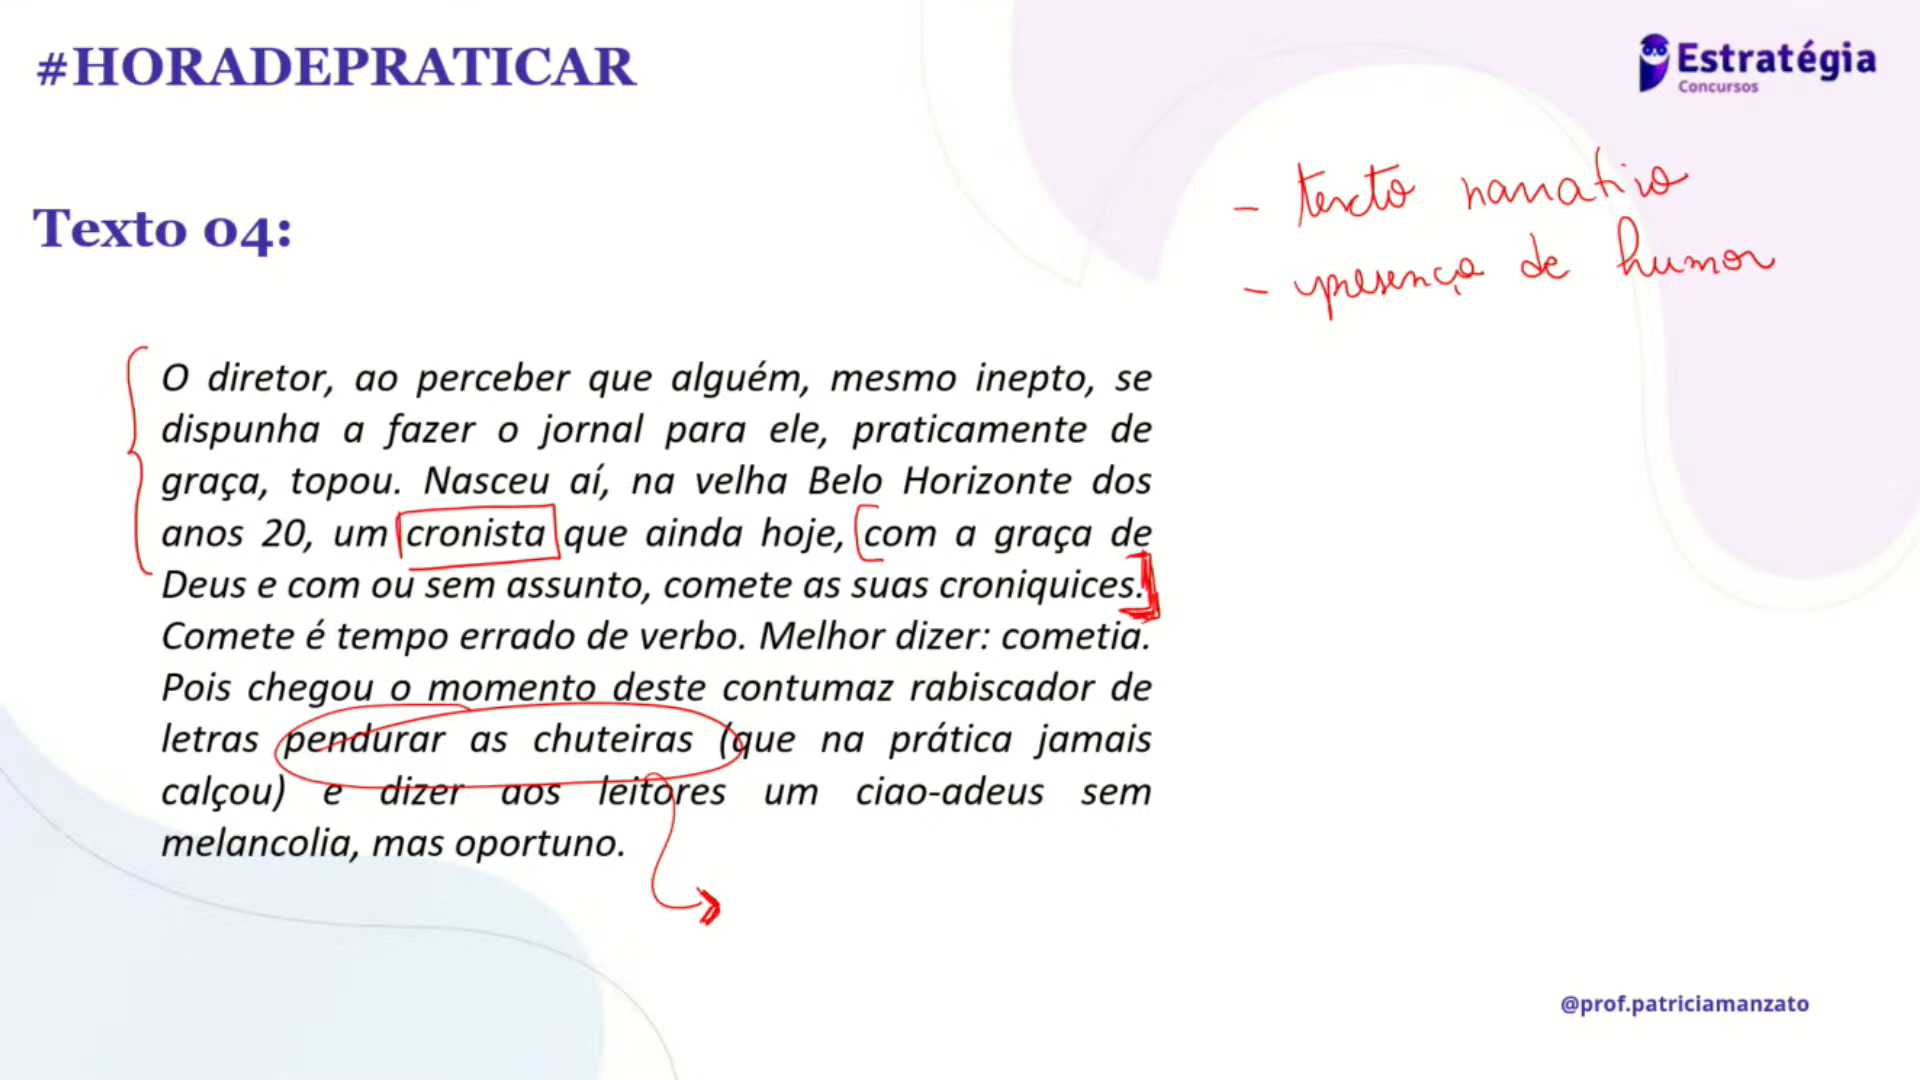 #HORADEPRATICAR
Estratégia
Concursos
- texto narrativo
- presença de humor
Texto 04:
O diretor, ao perceber que alguém, mesmo inepto, se
dispunha a fazer o jornal para ele, praticamente de
graça, topou. Nasceu aí, na velha Belo Horizonte dos
anos 20, um cronista que ainda hoje, com a graça de
Deus e com ou sem assunto, comete as suas croniquices.
Comete é tempo errado de verbo. Melhor dizer: cometia.
Pois chegou o momento deste contumaz rabiscador de
letras pendurar as chuteiras (que na prática jamais
calçou) e dizer aos leitores um ciao-adeus sem
melancolia, mas oportuno.
@prof.patriciamanzato